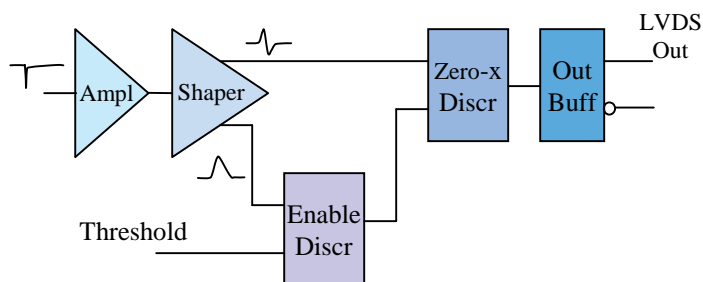 LVDS
Out
Ampl
Shaper
Zero-x
Discr
Out
Buff
Enable
Discr
Threshold